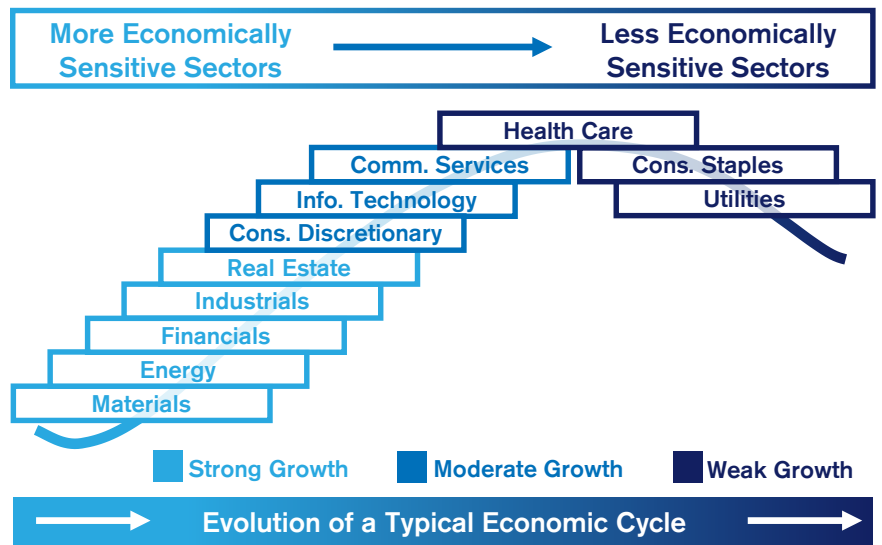 More Economically
Sensitive Sectors
Less Economically
Sensitive Sectors
Health Care
Comm. Services
Cons. Staples
Info. Technology
Utilities
Cons. Discretionary
Real Estate
Industrials
Financials
Energy
Materials
Strong Growth
Moderate Growth
Weak Growth
Evolution of a Typical Economic Cycle